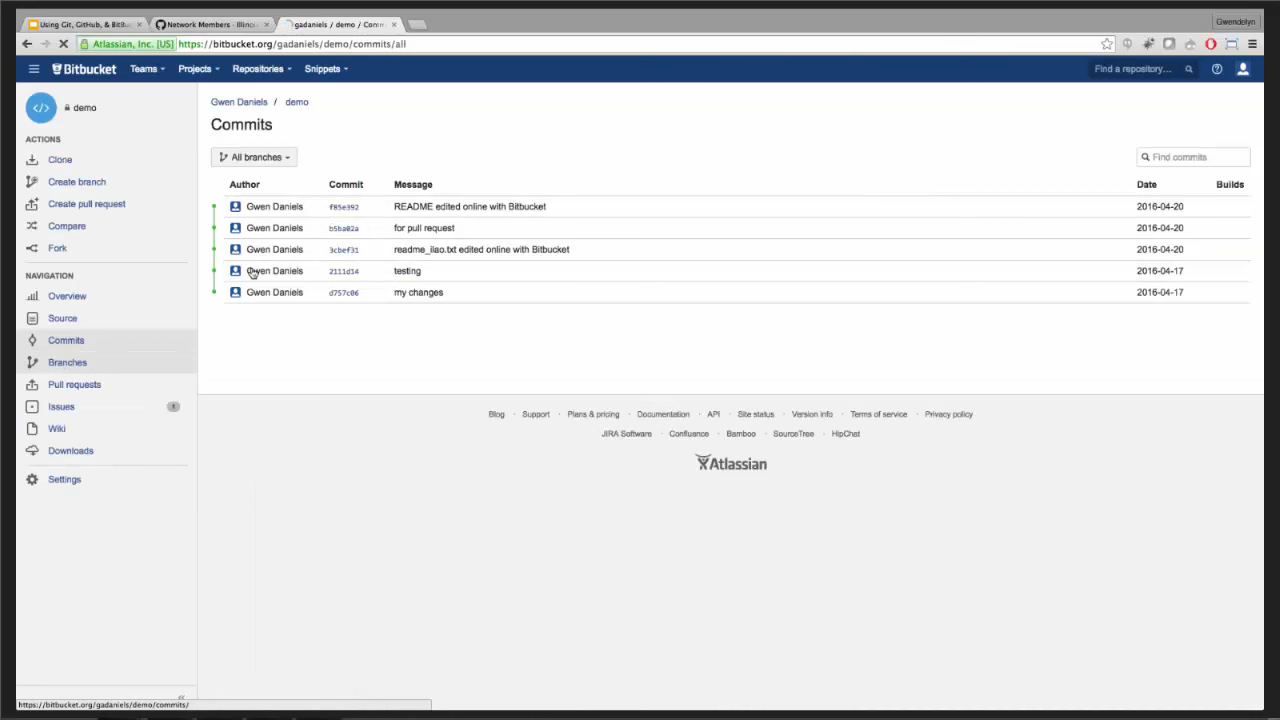 Using Git, GitHub, & BitBuc
Network Members · Illinois
gadaniels / demo / Comm
Gwendelyn
Atlassian, Inc. [US] https://bitbucket.org/gadaniels/demo/commits/all
Bitbucket Teams Projects Repositories Snippets Find a repository...
demo
ACTIONS
Clone
Create branch
Create pull request
Compare
Fork
NAVIGATION
Overview
Source
Commits
Branches
Pull requests
Issues 1
Wiki
Downloads
Settings
Gwen Daniels / demo
Commits
All branches Find commits
Author Commit Message Date Builds
Gwen Daniels f85e392 README edited online with Bitbucket 2016-04-20
Gwen Daniels b5ba02a for pull request 2016-04-20
Gwen Daniels 3cbef31 readme_ilao.txt edited online with Bitbucket 2016-04-20
Gwen Daniels 2111d14 testing 2016-04-17
Gwen Daniels d757c06 my changes 2016-04-17
Blog · Support · Plans & pricing · Documentation · API · Site status · Version info · Terms of service · Privacy policy
JIRA Software · Confluence · Bamboo · SourceTree · HipChat
Atlassian
https://bitbucket.org/gadaniels/demo/commits/